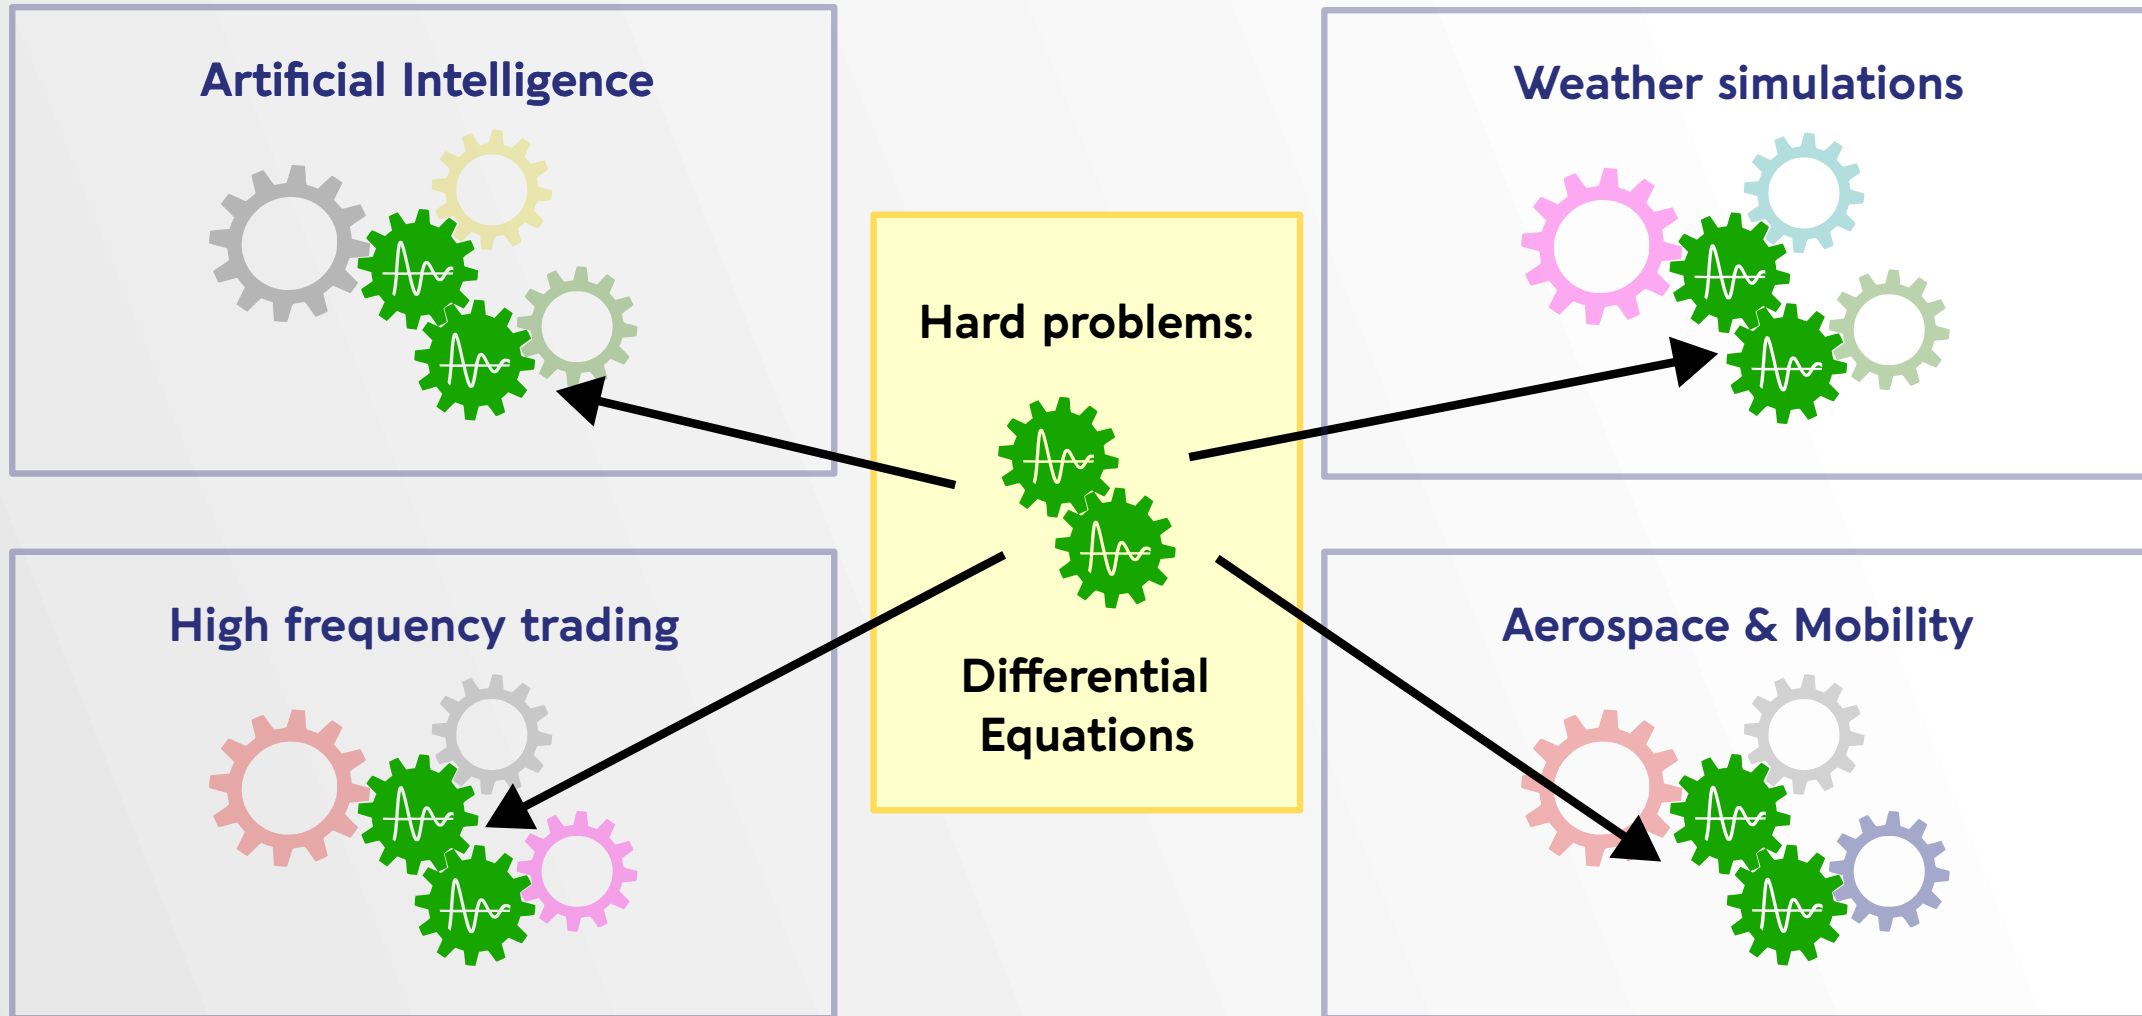 Artificial Intelligence
Weather simulations
Hard problems:
Differential
Equations
High frequency trading
Aerospace & Mobility